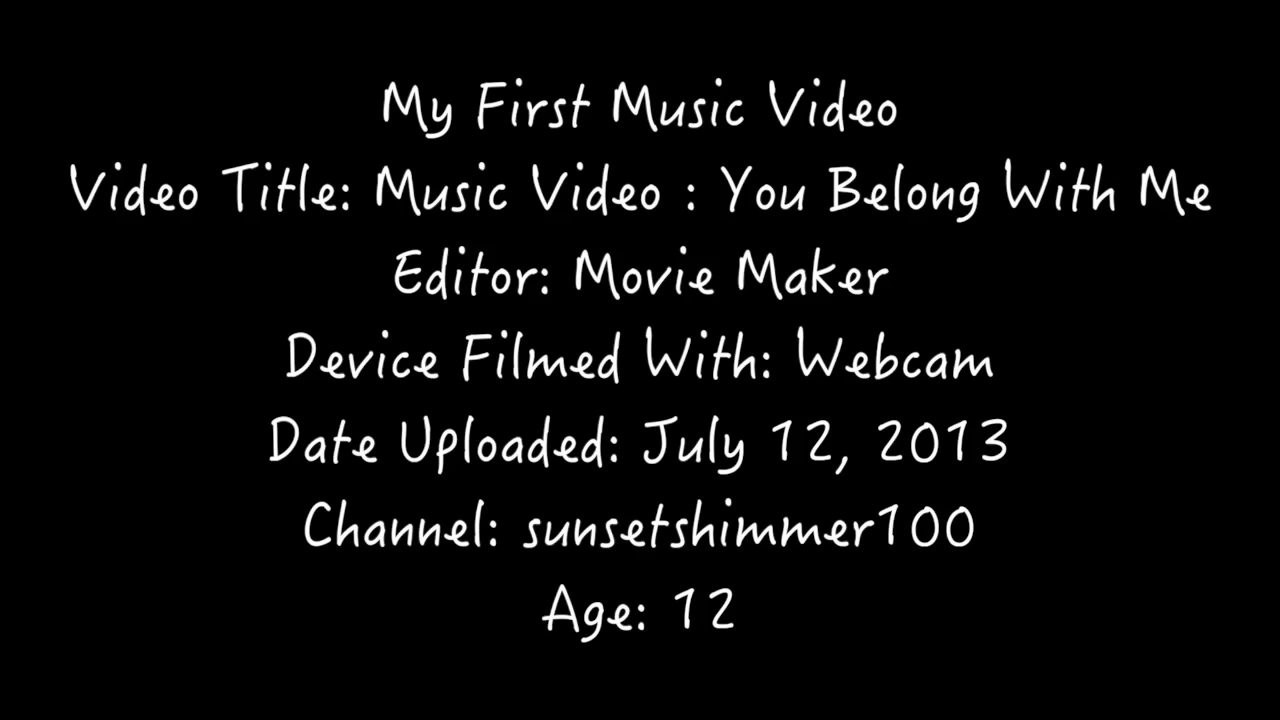 My First Music Video
Video Title: Music Video : You Belong With Me
Editor: Movie Maker
Device Filmed With: Webcam
Date Uploaded: July 12, 2013
Channel: sunsetshimmer100
Age: 12